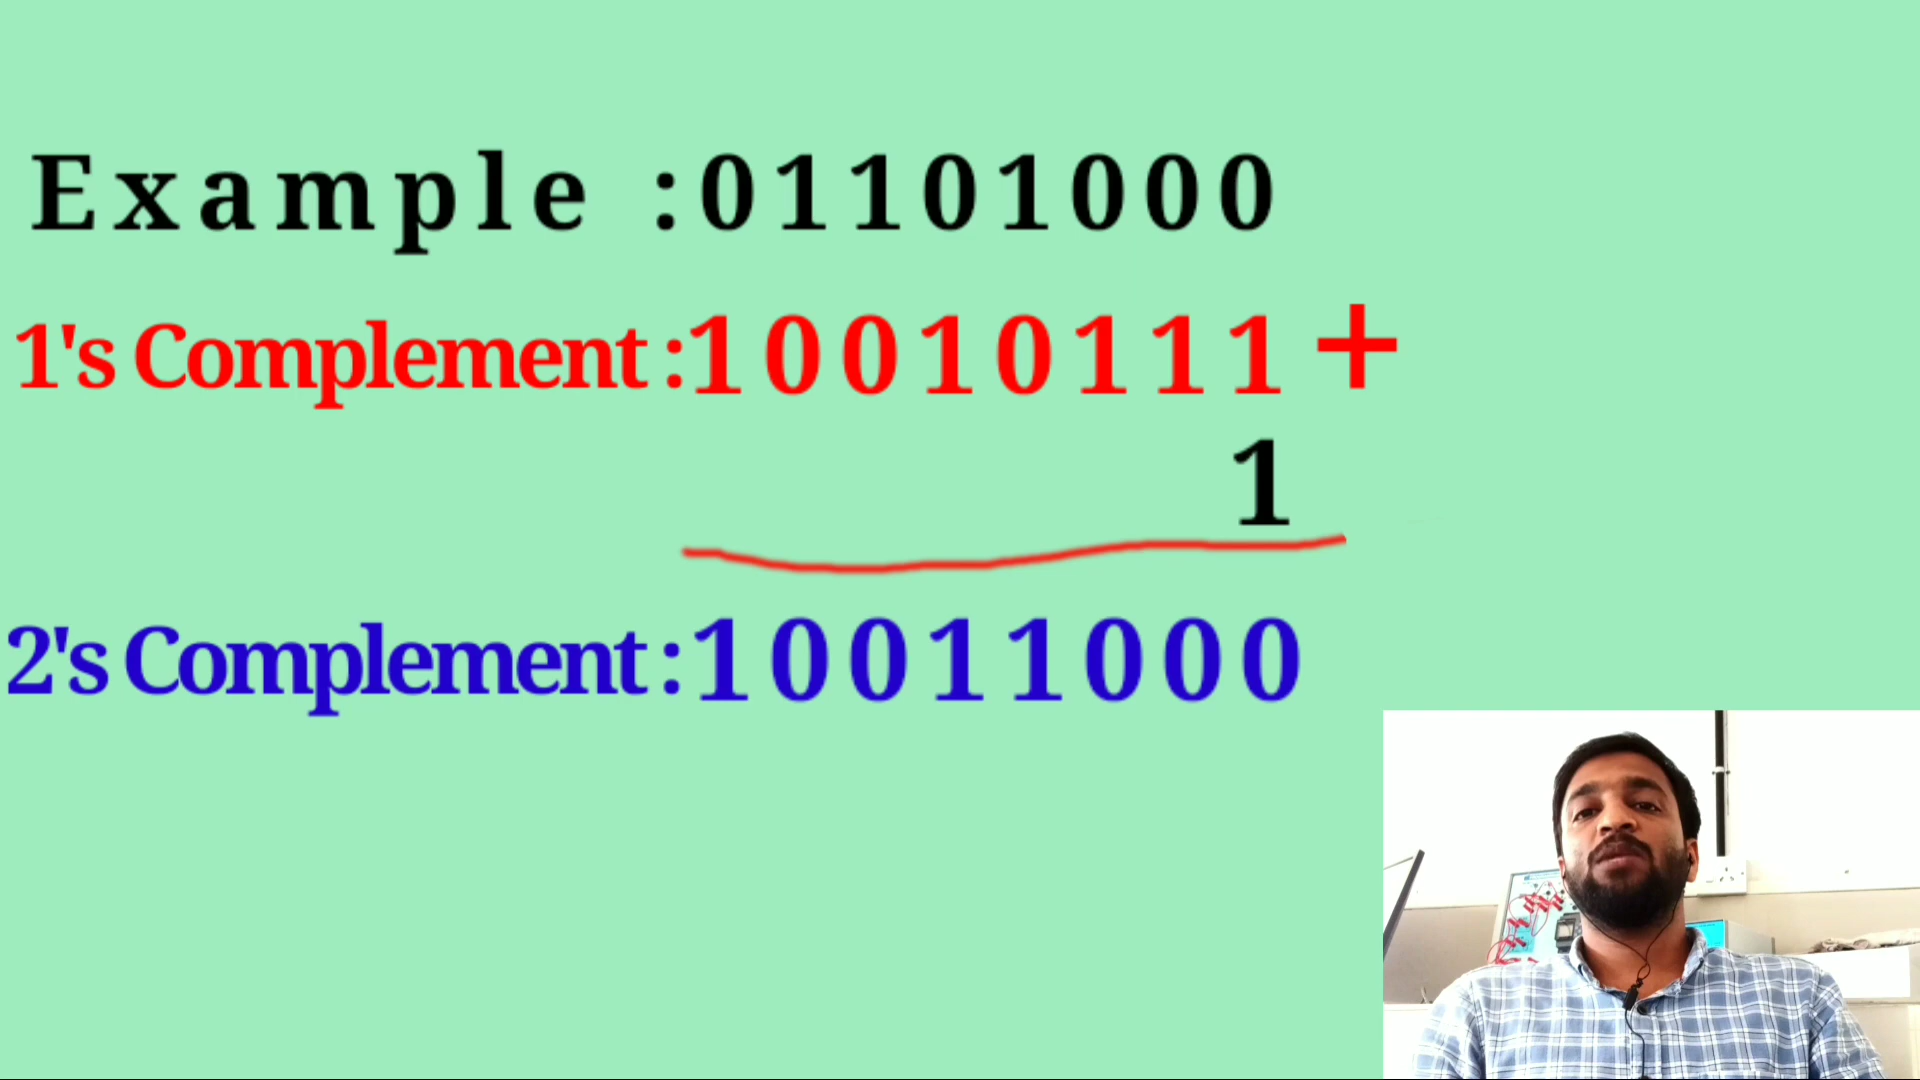 Example :01101000
1's Complement :10010111 +
1
2's Complement :10011000